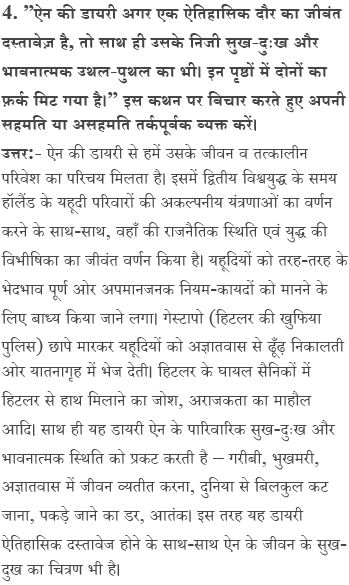 4. ”ऐन की डायरी अगर एक ऐतिहासिक दौर का जीवंत
दस्तावेज़ है, तो साथ ही उसके निजी सुख-दुःख और
भावनात्मक उथल-पुथल का भी। इन पृष्ठों में दोनों का
फ़र्क मिट गया है।” इस कथन पर विचार करते हुए अपनी
सहमति या असहमति तर्कपूर्वक व्यक्त करें।
उत्तर:- ऐन की डायरी से हमें उसके जीवन व तत्कालीन
परिवेश का परिचय मिलता है। इसमें द्वितीय विश्वयुद्ध के समय
हॉलैंड के यहूदी परिवारों की अकल्पनीय यंत्रणाओं का वर्णन
करने के साथ-साथ, वहाँ की राजनैतिक स्थिति एवं युद्ध की
विभीषिका का जीवंत वर्णन किया है। यहूदियों को तरह-तरह के
भेदभाव पूर्ण ओर अपमानजनक नियम-कायदों को मानने के
लिए बाध्य किया जाने लगा। गेस्टापो (हिटलर की खुफिया
पुलिस) छापे मारकर यहूदियों को अज्ञातवास से ढूँढ़ निकालती
ओर यातनागृह में भेज देती। हिटलर के घायल सैनिकों में
हिटलर से हाथ मिलाने का जोश, अराजकता का माहौल
आदि। साथ ही यह डायरी ऐन के पारिवारिक सुख-दुःख और
भावनात्मक स्थिति को प्रकट करती है – गरीबी, भुखमरी,
अज्ञातवास में जीवन व्यतीत करना, दुनिया से बिलकुल कट
जाना, पकड़े जाने का डर, आतंक। इस तरह यह डायरी
ऐतिहासिक दस्तावेज होने के साथ-साथ ऐन के जीवन के सुख-
दुख का चित्रण भी है।